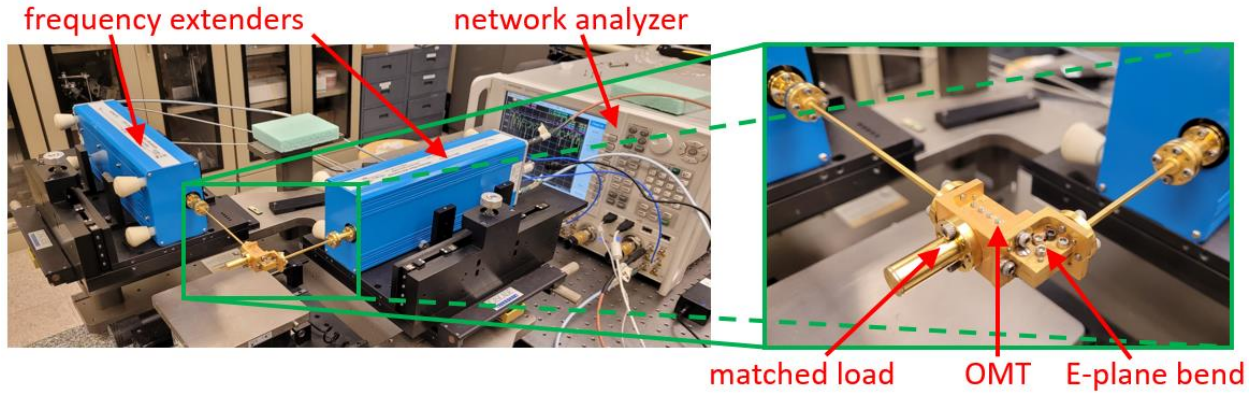 frequency extenders
network analyzer
matched load
OMT
E-plane bend